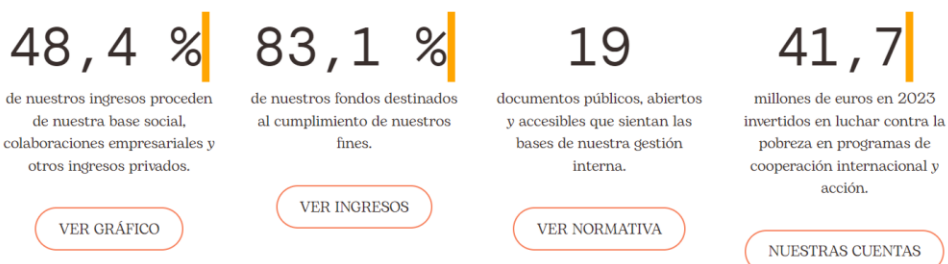 48,4 %
de nuestros ingresos proceden
de nuestra base social,
colaboraciones empresariales y
otros ingresos privados.
VER GRÁFICO
83,1 %
de nuestros fondos destinados
al cumplimiento de nuestros
fines.
VER INGRESOS
19
documentos públicos, abiertos
y accesibles que sientan las
bases de nuestra gestión
interna.
VER NORMATIVA
41,7
millones de euros en 2023
invertidos en luchar contra la
pobreza en programas de
cooperación internacional y
acción.
NUESTRAS CUENTAS